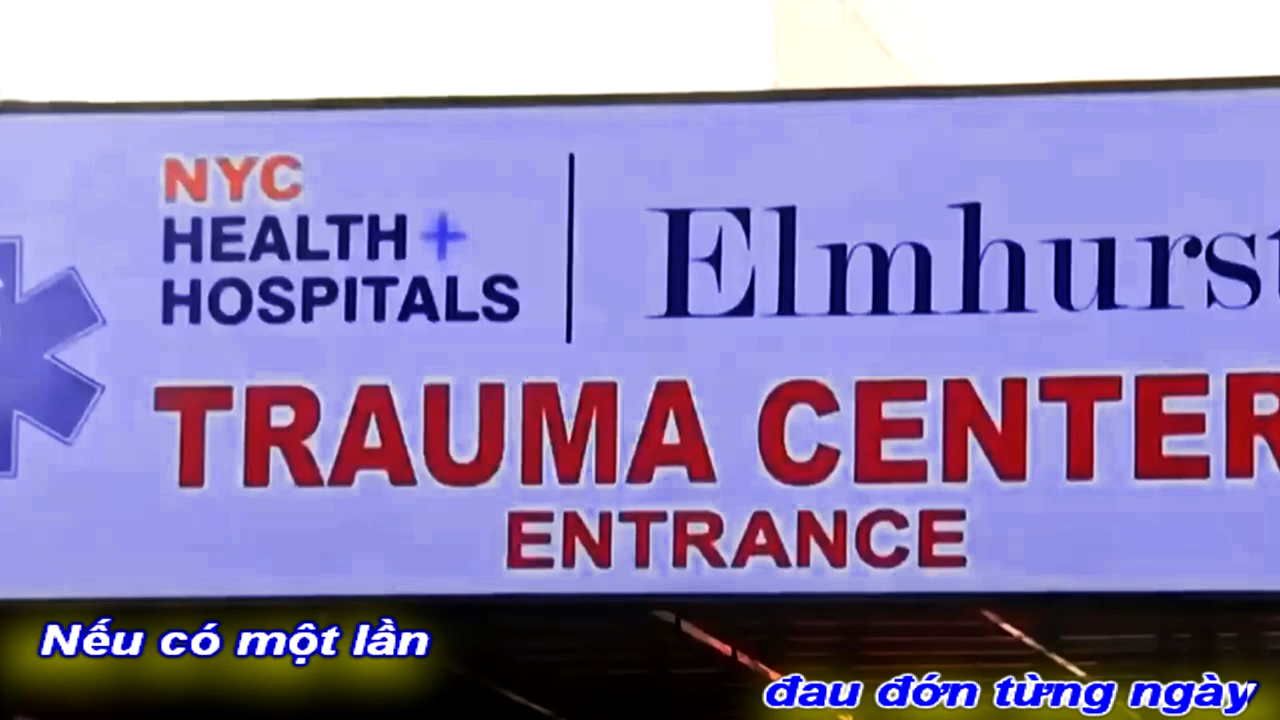 NYC
HEALTH +
HOSPITALS
Elmhurst
TRAUMA CENTER
ENTRANCE
Nếu có một lần
đau đớn từng ngày